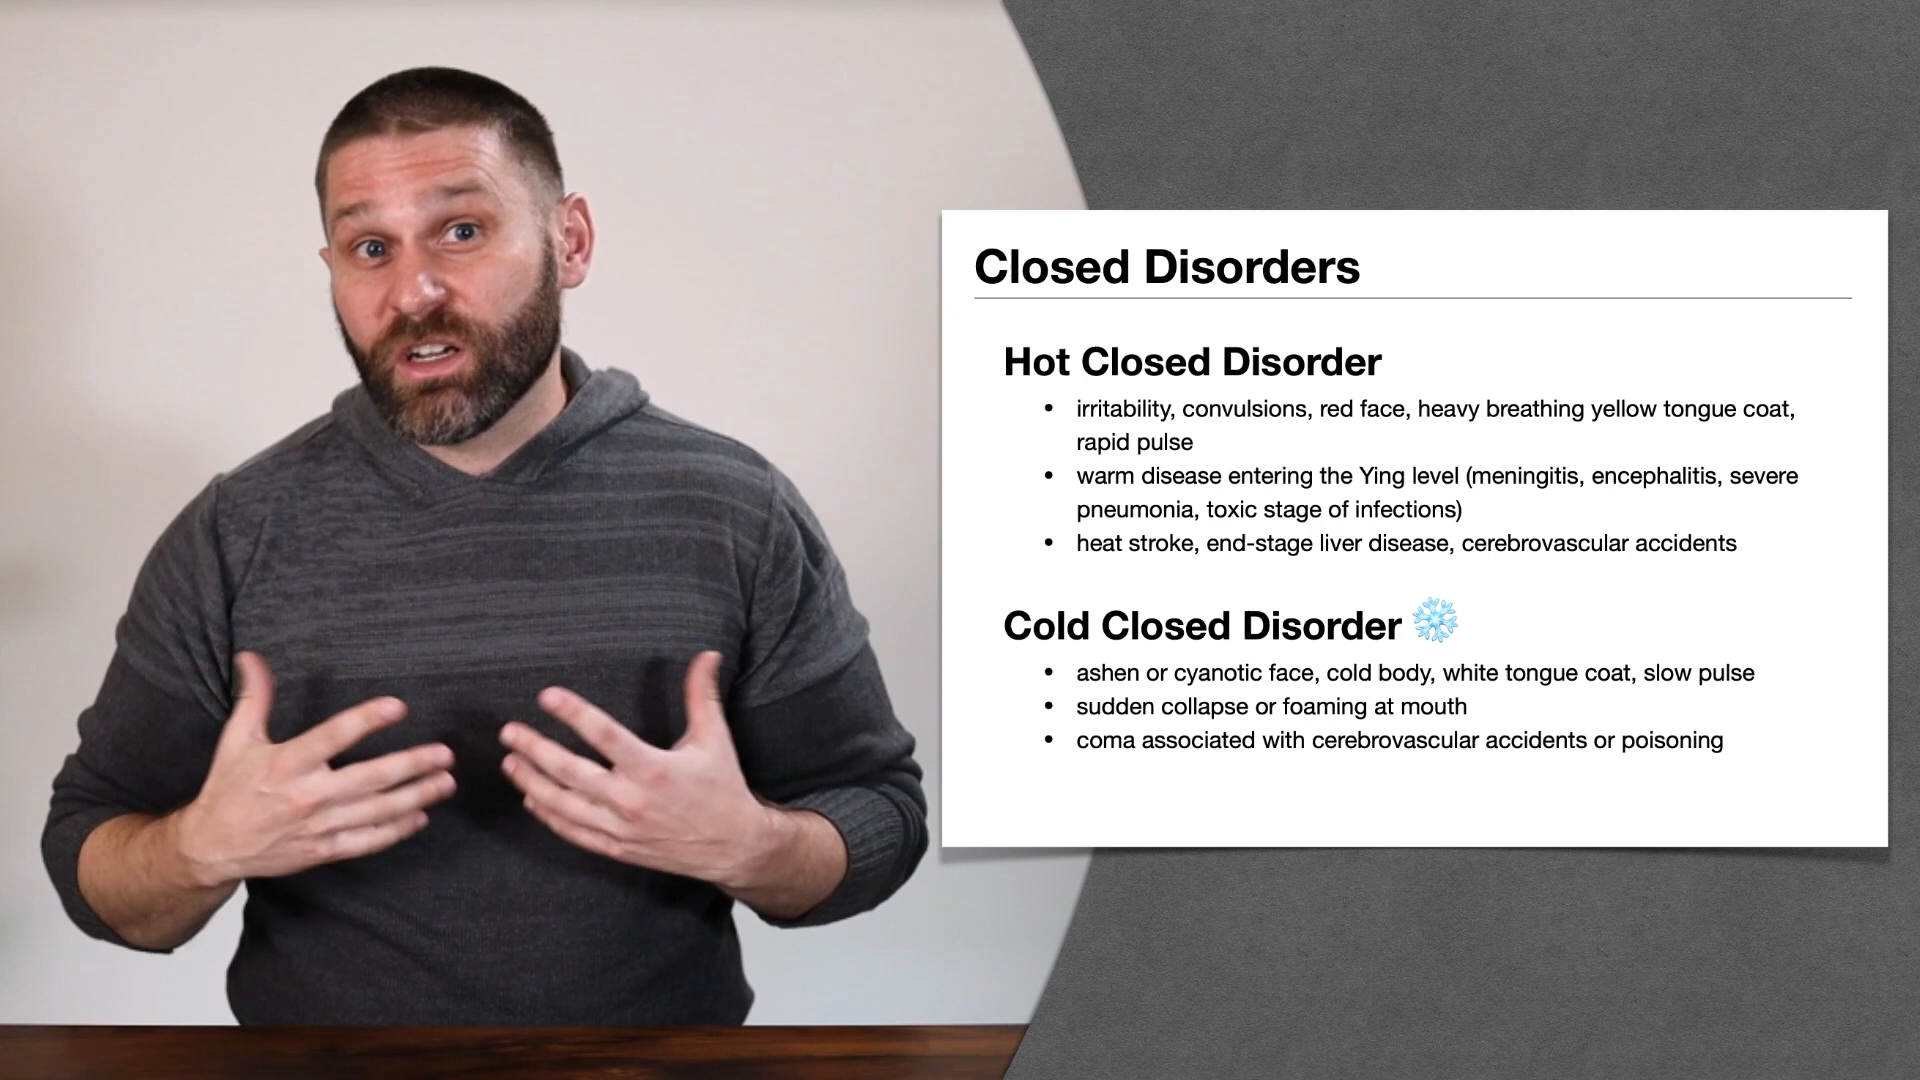 Closed Disorders
Hot Closed Disorder
• irritability, convulsions, red face, heavy breathing yellow tongue coat,
rapid pulse
• warm disease entering the Ying level (meningitis, encephalitis, severe
pneumonia, toxic stage of infections)
• heat stroke, end-stage liver disease, cerebrovascular accidents
Cold Closed Disorder ❄️
• ashen or cyanotic face, cold body, white tongue coat, slow pulse
• sudden collapse or foaming at mouth
• coma associated with cerebrovascular accidents or poisoning